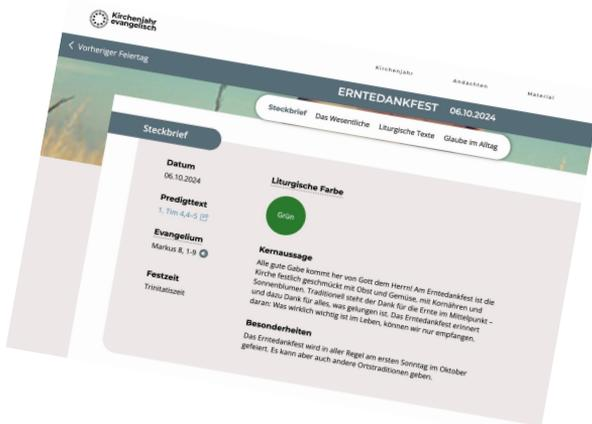 Kirchenjahr
evangelisch
Vorheriger Feiertag
Kirchenjahr
Andachten
Material
ERNTEDANKFEST 06.10.2024
Steckbrief Das Wesentliche Liturgische Texte Glaube im Alltag
Steckbrief
Datum
06.10.2024
Predigttext
1. Tim 4,4–5
Evangelium
Markus 8, 1-9
Festzeit
Trinitatiszeit
Liturgische Farbe
Grün
Kernaussage
Alle gute Gabe kommt her von Gott dem Herrn! Am Erntedankfest ist die
Kirche festlich geschmückt mit Obst und Gemüse, mit Kornähren und
Sonnenblumen. Traditionell steht der Dank für die Ernte im Mittelpunkt –
und dazu Dank für alles, was gelungen ist. Das Erntedankfest erinnert
daran: Was wirklich wichtig ist im Leben, können wir nur empfangen.
Besonderheiten
Das Erntedankfest wird in aller Regel am ersten Sonntag im Oktober
gefeiert. Es kann aber auch andere Ortstraditionen geben.